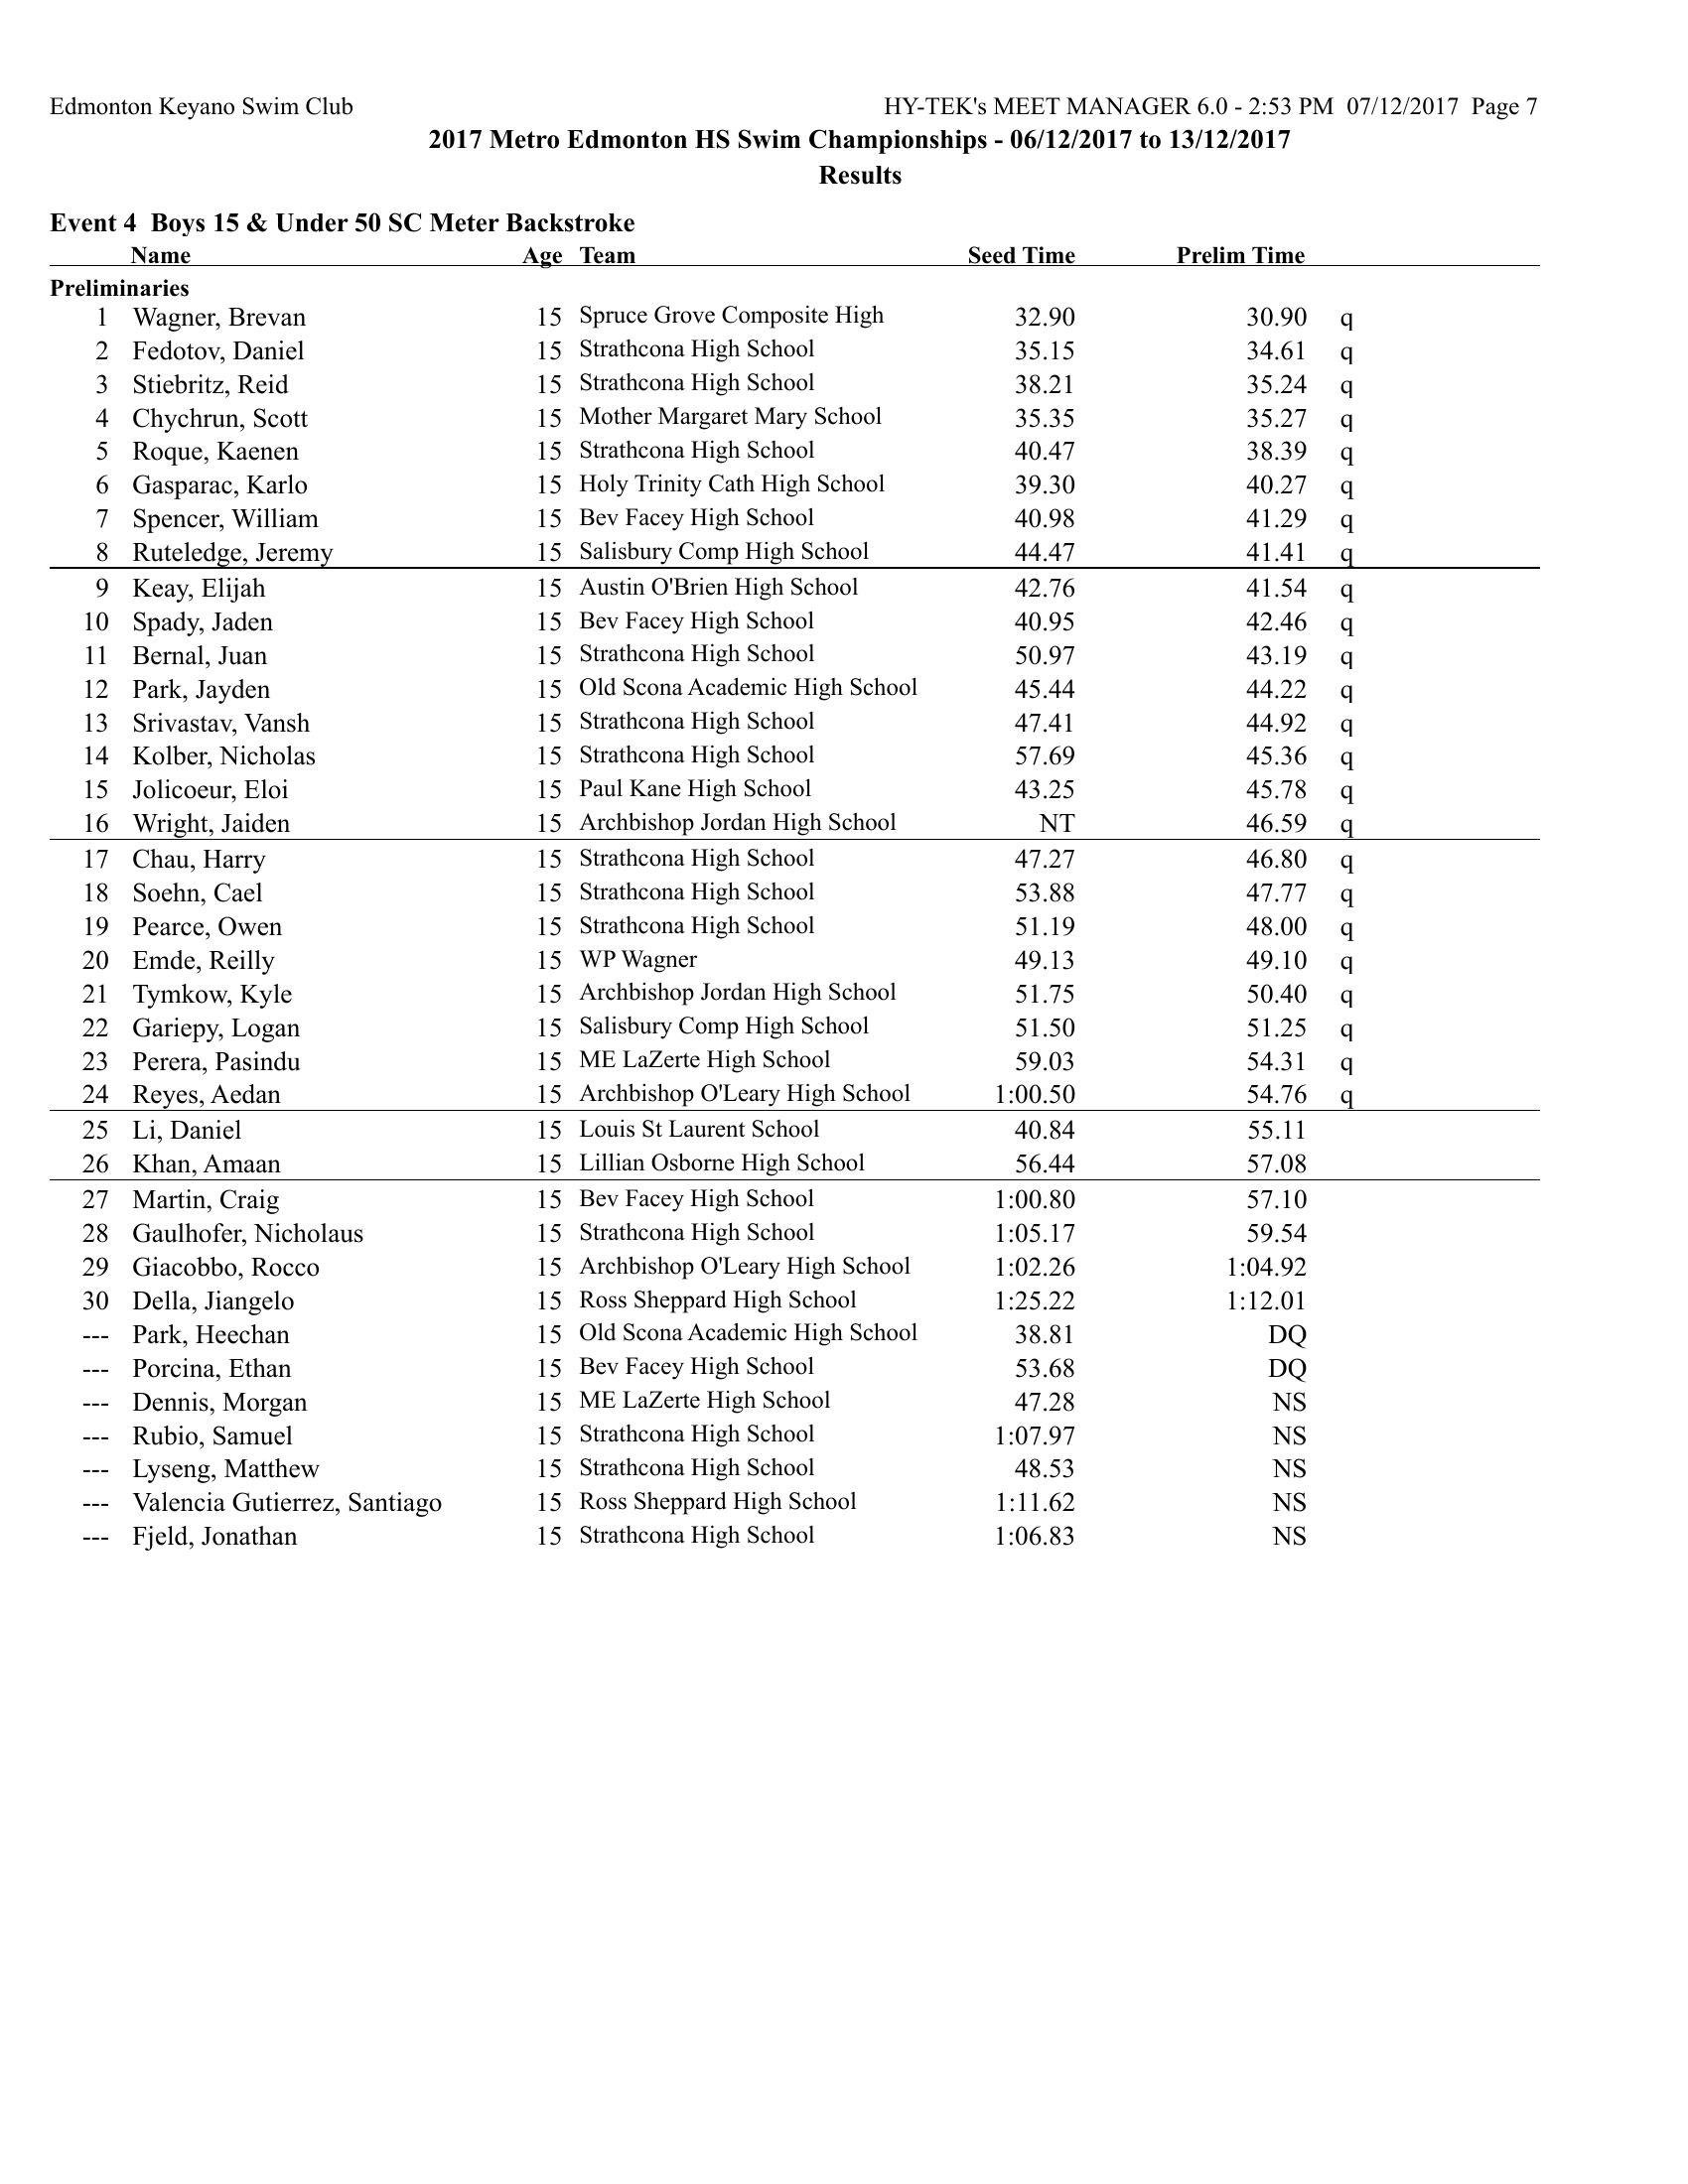 Edmonton Keyano Swim Club HY-TEK's MEET MANAGER 6.0 - 2:53 PM 07/12/2017 Page 7
2017 Metro Edmonton HS Swim Championships - 06/12/2017 to 13/12/2017
Results
Event 4 Boys 15 & Under 50 SC Meter Backstroke
Name Age Team Seed Time Prelim Time
Preliminaries
1 Wagner, Brevan 15 Spruce Grove Composite High 32.90 30.90 q
2 Fedotov, Daniel 15 Strathcona High School 35.15 34.61 q
3 Stiebritz, Reid 15 Strathcona High School 38.21 35.24 q
4 Chychrun, Scott 15 Mother Margaret Mary School 35.35 35.27 q
5 Roque, Kaenen 15 Strathcona High School 40.47 38.39 q
6 Gasparac, Karlo 15 Holy Trinity Cath High School 39.30 40.27 q
7 Spencer, William 15 Bev Facey High School 40.98 41.29 q
8 Ruteledge, Jeremy 15 Salisbury Comp High School 44.47 41.41 q
9 Keay, Elijah 15 Austin O'Brien High School 42.76 41.54 q
10 Spady, Jaden 15 Bev Facey High School 40.95 42.46 q
11 Bernal, Juan 15 Strathcona High School 50.97 43.19 q
12 Park, Jayden 15 Old Scona Academic High School 45.44 44.22 q
13 Srivastav, Vansh 15 Strathcona High School 47.41 44.92 q
14 Kolber, Nicholas 15 Strathcona High School 57.69 45.36 q
15 Jolicoeur, Eloi 15 Paul Kane High School 43.25 45.78 q
16 Wright, Jaiden 15 Archbishop Jordan High School NT 46.59 q
17 Chau, Harry 15 Strathcona High School 47.27 46.80 q
18 Soehn, Cael 15 Strathcona High School 53.88 47.77 q
19 Pearce, Owen 15 Strathcona High School 51.19 48.00 q
20 Emde, Reilly 15 WP Wagner 49.13 49.10 q
21 Tymkow, Kyle 15 Archbishop Jordan High School 51.75 50.40 q
22 Gariepy, Logan 15 Salisbury Comp High School 51.50 51.25 q
23 Perera, Pasindu 15 ME LaZerte High School 59.03 54.31 q
24 Reyes, Aedan 15 Archbishop O'Leary High School 1:00.50 54.76 q
25 Li, Daniel 15 Louis St Laurent School 40.84 55.11
26 Khan, Amaan 15 Lillian Osborne High School 56.44 57.08
27 Martin, Craig 15 Bev Facey High School 1:00.80 57.10
28 Gaulhofer, Nicholaus 15 Strathcona High School 1:05.17 59.54
29 Giacobbo, Rocco 15 Archbishop O'Leary High School 1:02.26 1:04.92
30 Della, Jiangelo 15 Ross Sheppard High School 1:25.22 1:12.01
--- Park, Heechan 15 Old Scona Academic High School 38.81 DQ
--- Porcina, Ethan 15 Bev Facey High School 53.68 DQ
--- Dennis, Morgan 15 ME LaZerte High School 47.28 NS
--- Rubio, Samuel 15 Strathcona High School 1:07.97 NS
--- Lyseng, Matthew 15 Strathcona High School 48.53 NS
--- Valencia Gutierrez, Santiago 15 Ross Sheppard High School 1:11.62 NS
--- Fjeld, Jonathan 15 Strathcona High School 1:06.83 NS